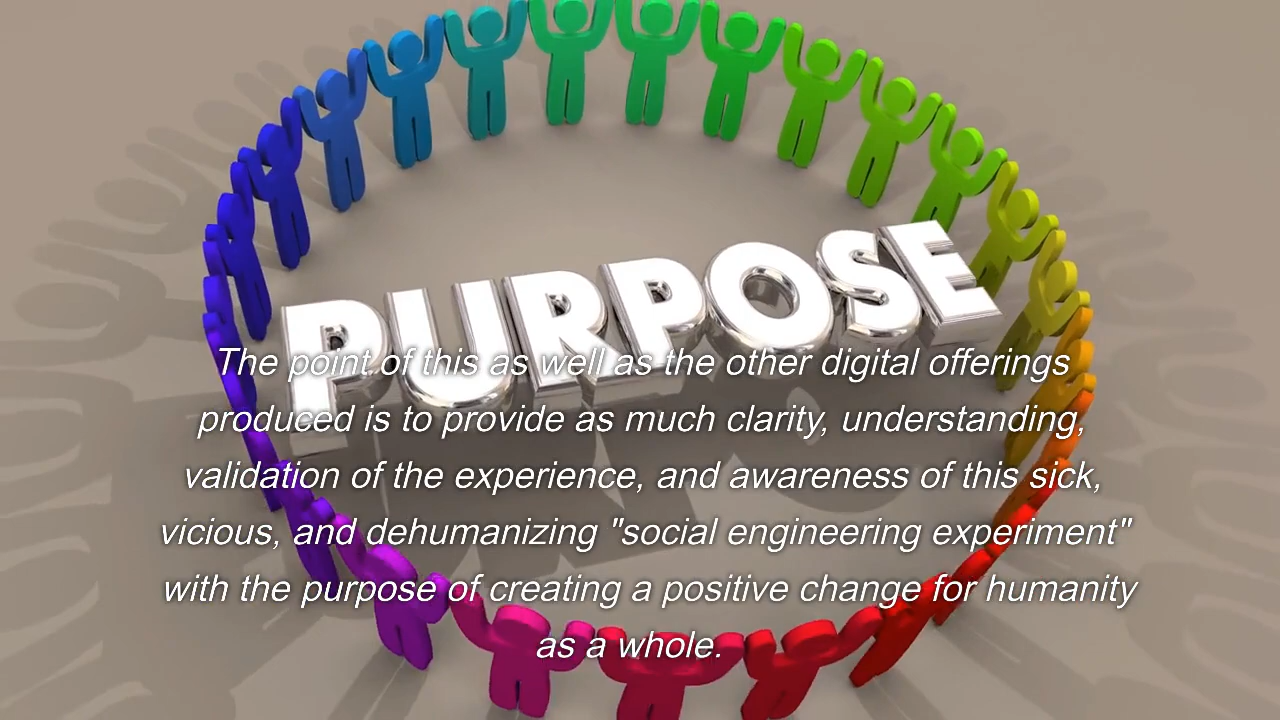 PURPOSE
The point of this as well as the other digital offerings
produced is to provide as much clarity, understanding,
validation of the experience, and awareness of this sick,
vicious, and dehumanizing "social engineering experiment"
with the purpose of creating a positive change for humanity
as a whole.